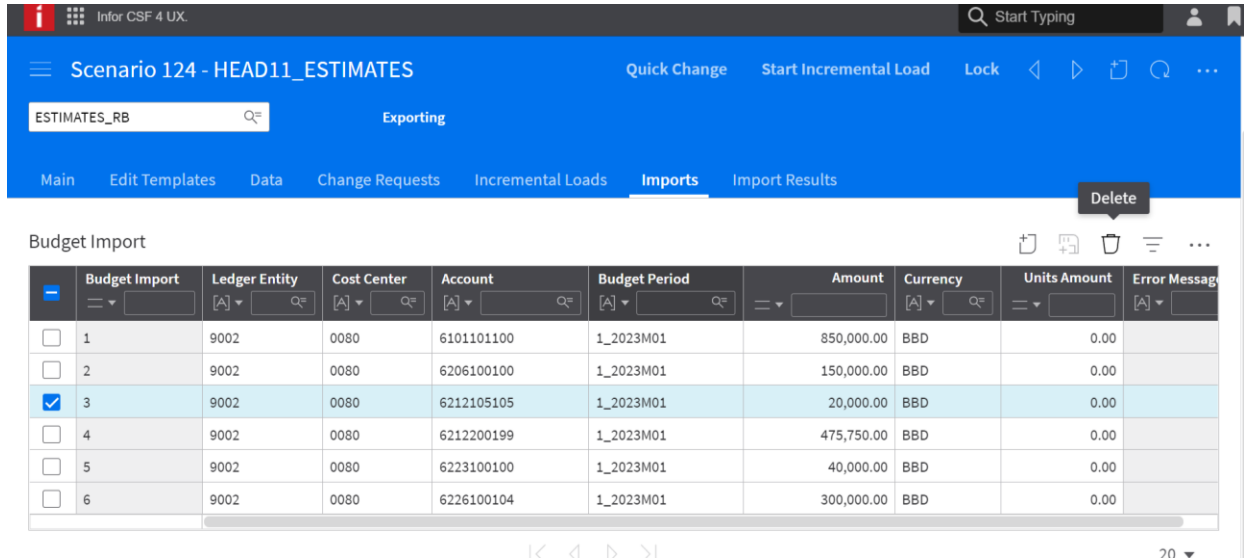 Infor CSF 4 UX. Start Typing
Scenario 124 - HEAD11_ESTIMATES Quick Change Start Incremental Load Lock
ESTIMATES_RB Exporting
Main Edit Templates Data Change Requests Incremental Loads Imports Import Results
Delete
Budget Import
Budget Import Ledger Entity Cost Center Account Budget Period Amount Currency Units Amount Error Messag
[A] [A] [A] [A] [A] [A]
1 9002 0080 6101101100 1_2023M01 850,000.00 BBD 0.00
2 9002 0080 6206100100 1_2023M01 150,000.00 BBD 0.00
3 9002 0080 6212105105 1_2023M01 20,000.00 BBD 0.00
4 9002 0080 6212200199 1_2023M01 475,750.00 BBD 0.00
5 9002 0080 6223100100 1_2023M01 40,000.00 BBD 0.00
6 9002 0080 6226100104 1_2023M01 300,000.00 BBD 0.00
20